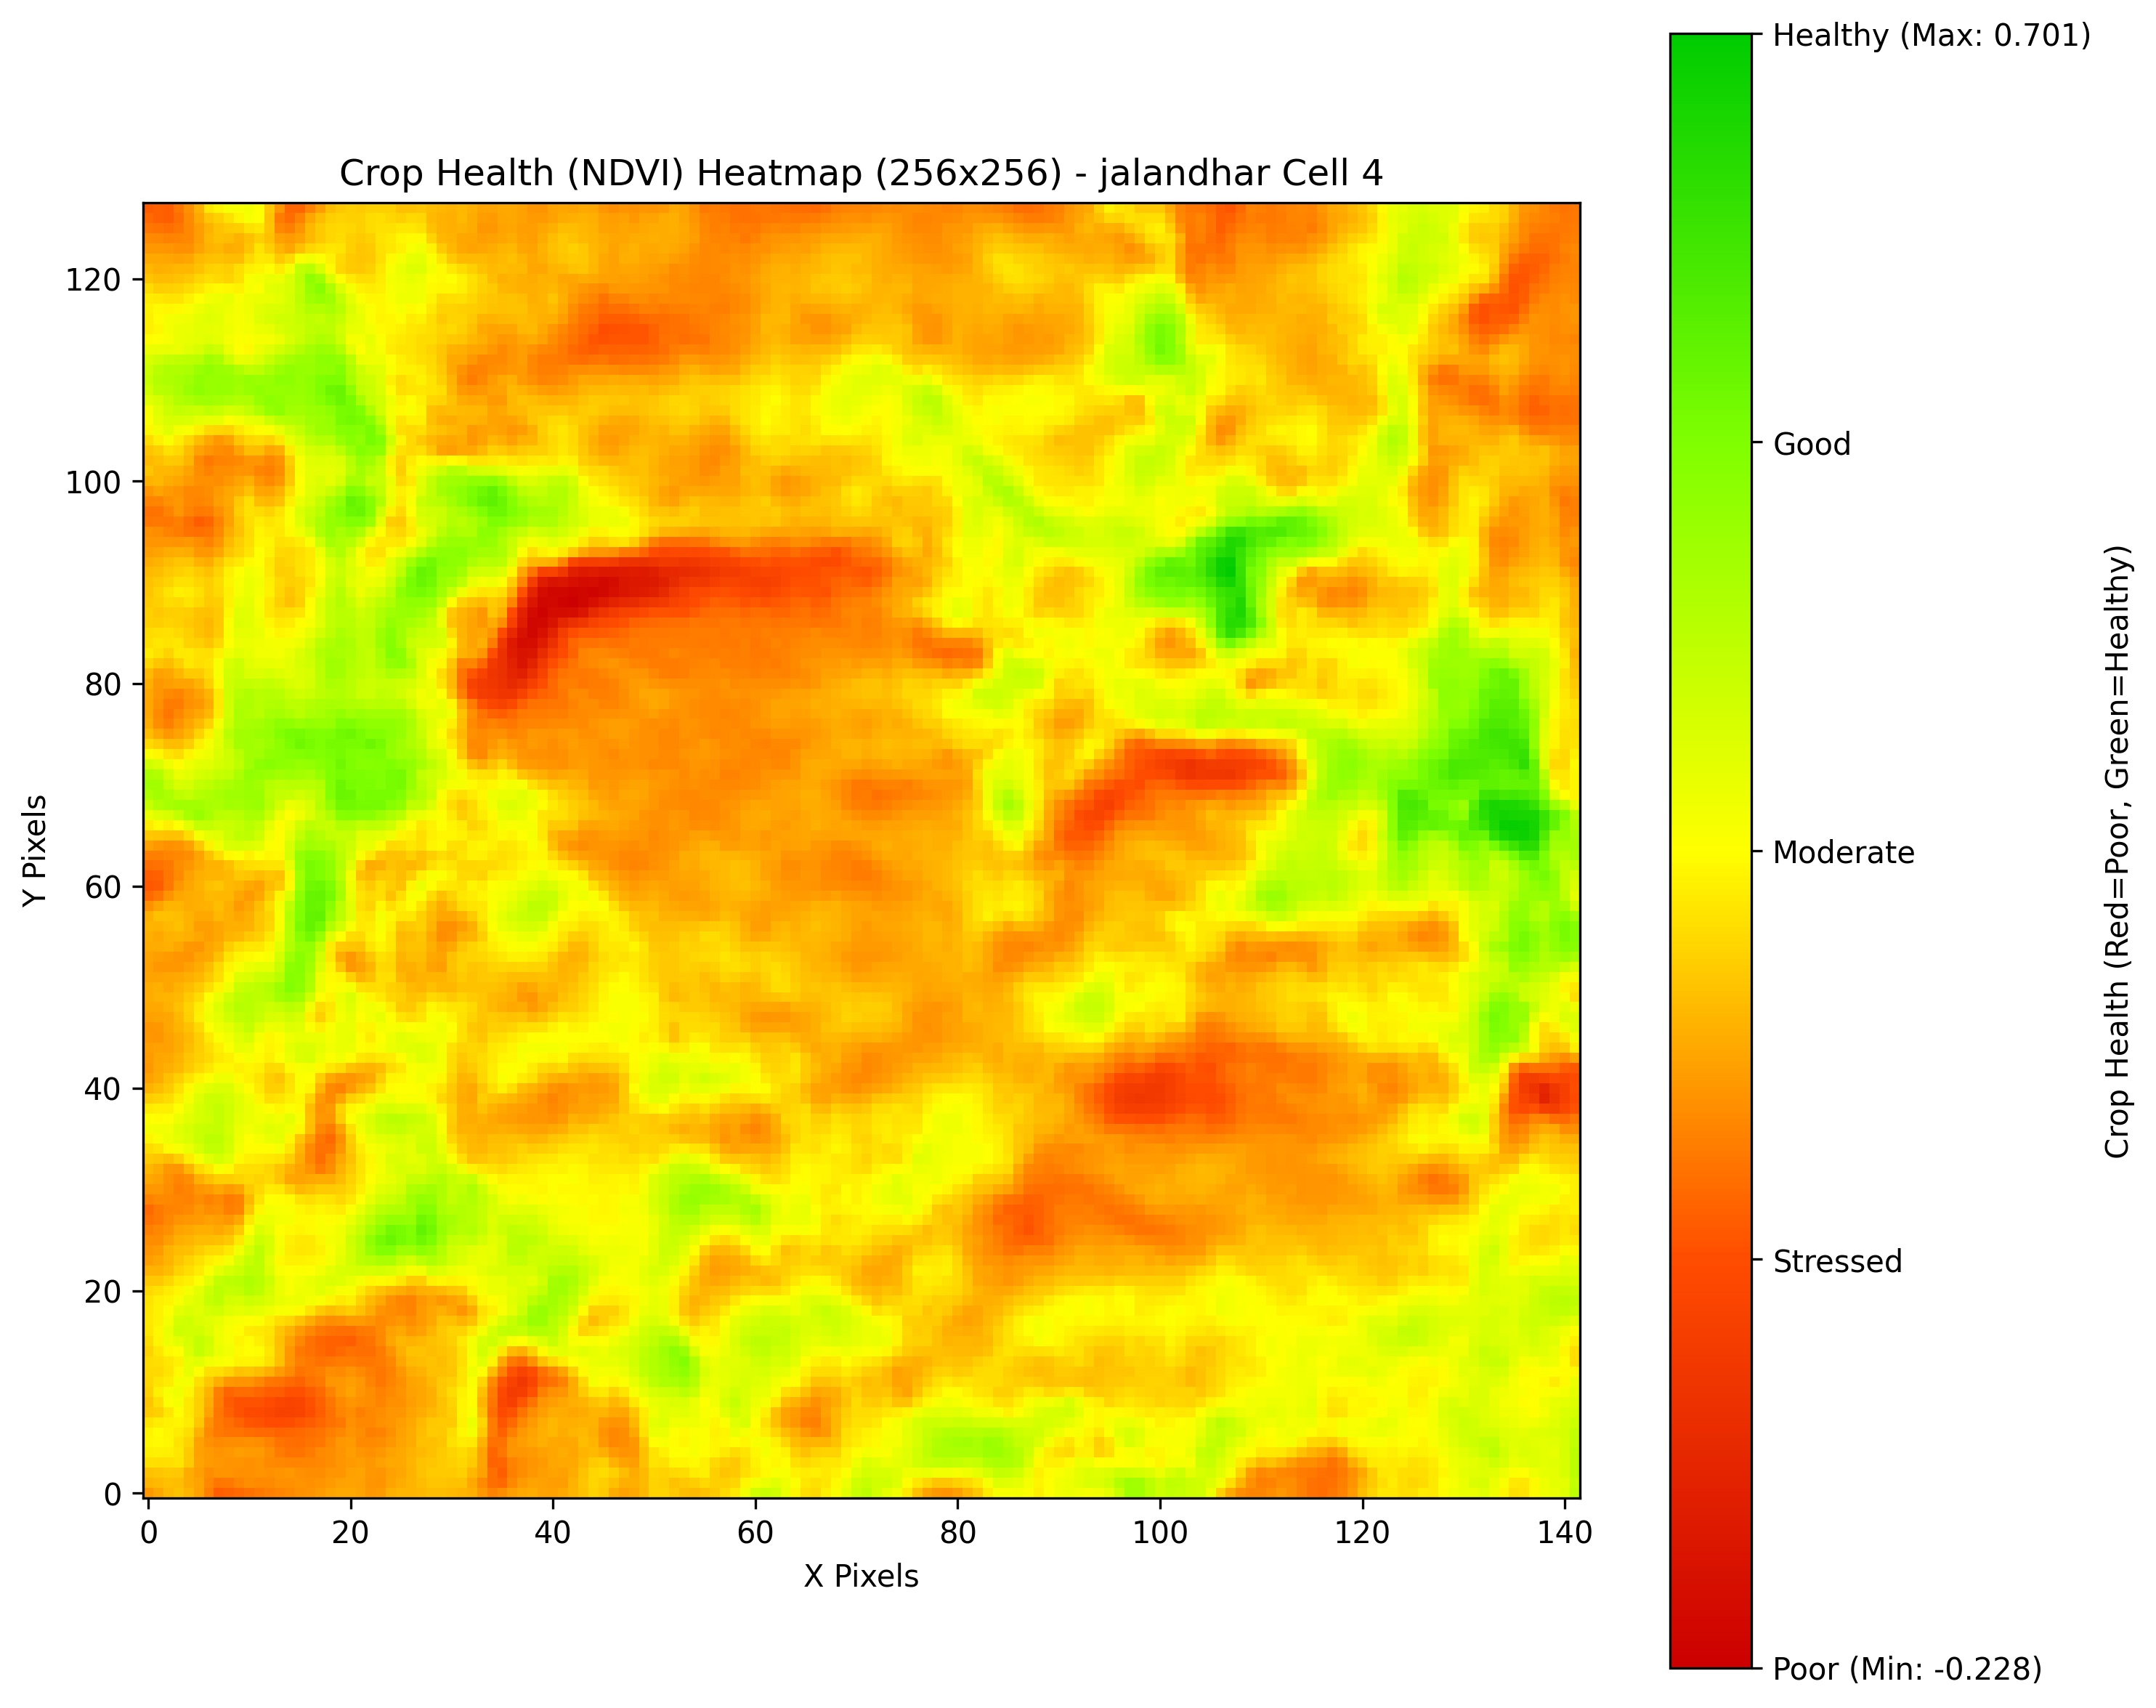 Crop Health (NDVI) Heatmap (256x256) - jalandhar Cell 4
Y Pixels
120
100
80
60
40
20
0
0 20 40 60 80 100 120 140
X Pixels
Healthy (Max: 0.701)
Good
Moderate
Stressed
Poor (Min: -0.228)
Crop Health (Red=Poor, Green=Healthy)